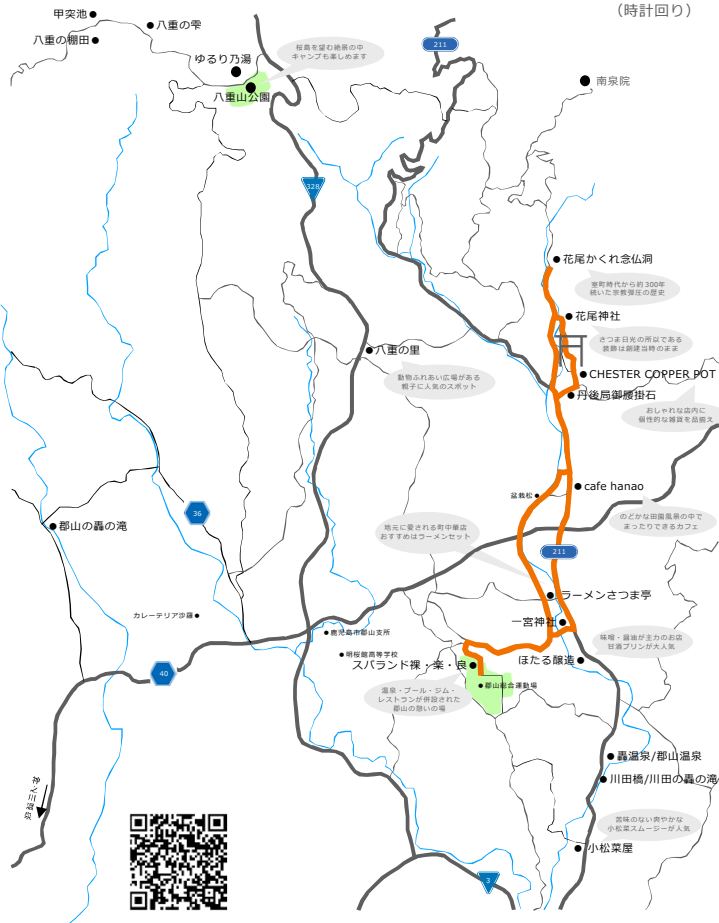 （時計回り）
甲突池
八重の雫
八重の棚田
ゆるり乃湯
八重山公園
桜島を望む絶景の中
キャンプも楽しめます
211
南泉院
328
花尾かくれ念仏洞
室町時代から約300年
続いた宗教弾圧の歴史
花尾神社
さつま日光の所以である
装飾は創建当時のまま
八重の里
動物ふれあい広場がある
親子に人気のスポット
CHESTER COPPER POT
丹後局御腰掛石
おしゃれな店内に
個性的な雑貨を品揃え
cafe hanao
盆栽松
のどかな田園風景の中で
まったりできるカフェ
36
郡山の轟の滝
地元に愛される町中華店
おすすめはラーメンセット
211
ラーメンさつま亭
カレーテリア沙羅
一宮神社
鹿児島市郡山支所
味噌・醤油が主力のお店
甘酒プリンが大人気
明桜館高等学校
スパランド裸・楽・良
ほたる醸造
40
郡山総合運動場
温泉・プール・ジム・
レストランが併設された
郡山の憩いの場
轟温泉/郡山温泉
川田橋/川田の轟の滝
苦味のない爽やかな
小松菜スムージーが人気
小松菜屋
3